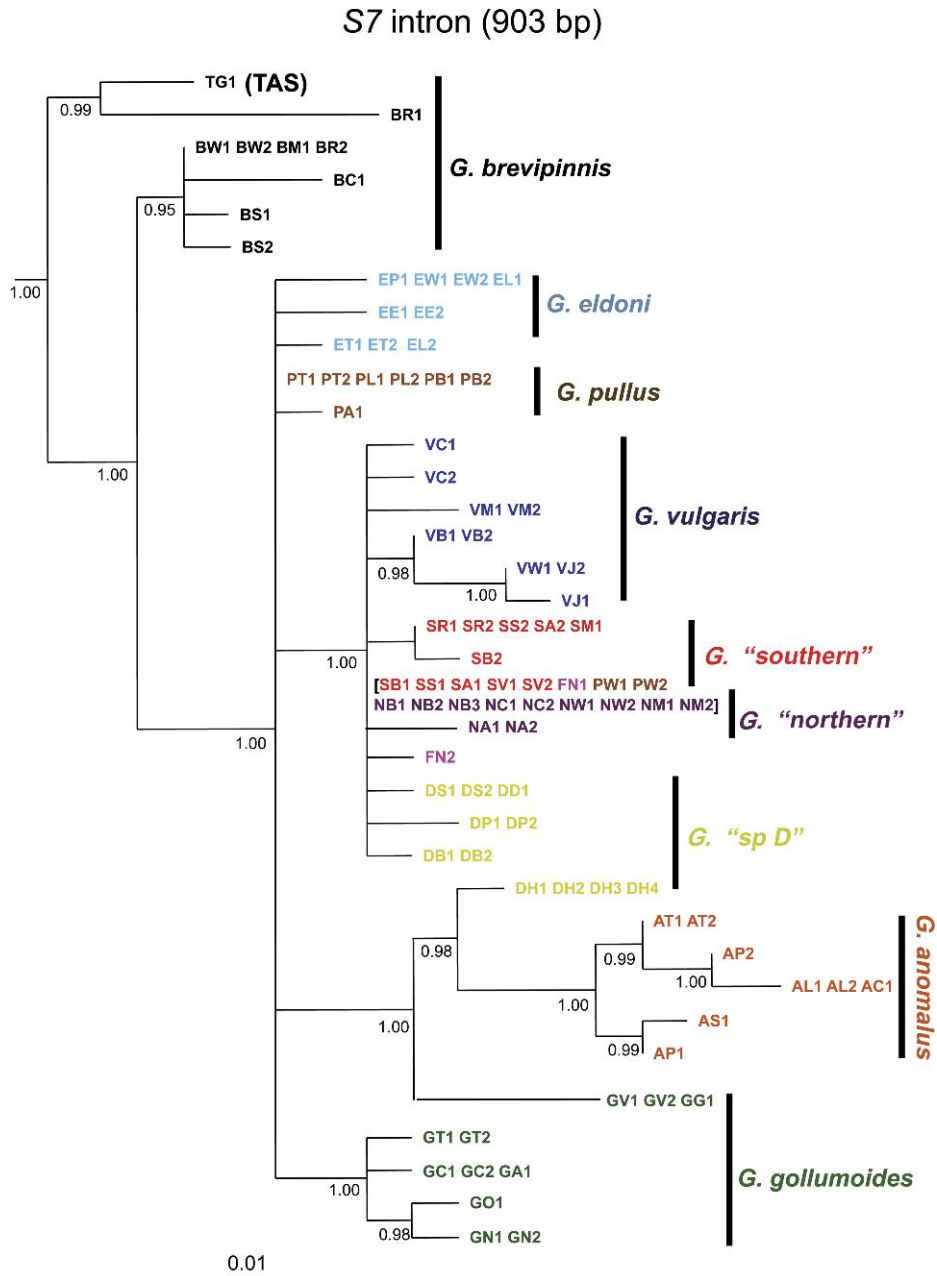 S7 intron (903 bp)
TG1 (TAS)
0.99
BR1
BW1 BW2 BM1 BR2
G. brevipinnis
BC1
0.95
BS1
BS2
1.00
EP1 EW1 EW2 EL1
G. eldoni
EE1 EE2
ET1 ET2 EL2
PT1 PT2 PL1 PL2 PB1 PB2
G. pullus
PA1
VC1
1.00
VC2
VM1 VM2
G. vulgaris
VB1 VB2
VW1 VJ2
0.98
1.00
VJ1
SR1 SR2 SS2 SA2 SM1
G. "southern"
1.00
SB2
[SB1 SS1 SA1 SV1 SV2 FN1 PW1 PW2
NB1 NB2 NB3 NC1 NC2 NW1 NW2 NM1 NM2]
G. "northern"
NA1 NA2
1.00
FN2
DS1 DS2 DD1
DP1 DP2
G. "sp D"
DB1 DB2
DH1 DH2 DH3 DH4
AT1 AT2
G. anomalus
0.98
0.99
AP2
1.00
AL1 AL2 AC1
1.00
1.00
AS1
0.99
AP1
GV1 GV2 GG1
GT1 GT2
GC1 GC2 GA1
G. gollumoides
1.00
GO1
0.98
GN1 GN2
0.01